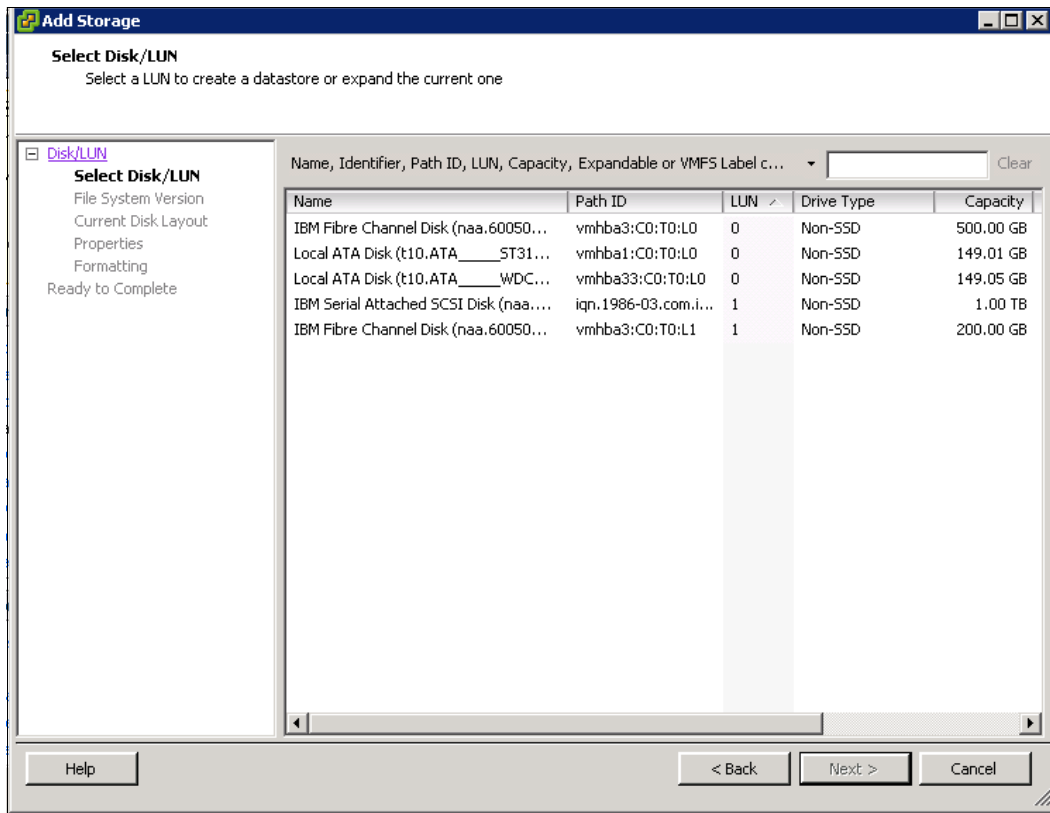 Add Storage
Select Disk/LUN
Select a LUN to create a datastore or expand the current one
Disk/LUN
Select Disk/LUN
File System Version
Current Disk Layout
Properties
Formatting
Ready to Complete
Name, Identifier, Path ID, LUN, Capacity, Expandable or VMFS Label c... Clear
Name Path ID LUN Drive Type Capacity
IBM Fibre Channel Disk (naa.60050... vmhba3:C0:T0:L0 0 Non-SSD 500.00 GB
Local ATA Disk (t10.ATA_____ST31... vmhba1:C0:T0:L0 0 Non-SSD 149.01 GB
Local ATA Disk (t10.ATA_____WDC... vmhba33:C0:T0:L0 0 Non-SSD 149.05 GB
IBM Serial Attached SCSI Disk (naa.... iqn.1986-03.com.i... 1 Non-SSD 1.00 TB
IBM Fibre Channel Disk (naa.60050... vmhba3:C0:T0:L1 1 Non-SSD 200.00 GB
Help < Back Next > Cancel